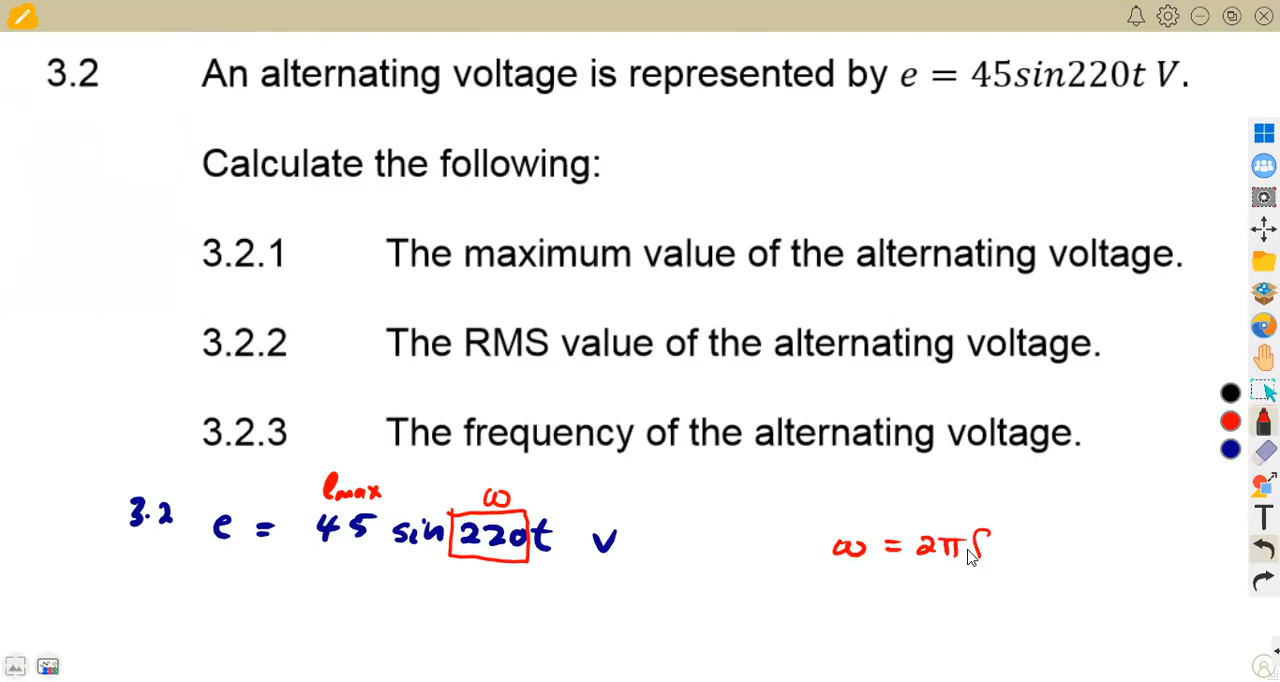 3.2 An alternating voltage is represented by e = 45sin220t V.
Calculate the following:
3.2.1 The maximum value of the alternating voltage.
3.2.2 The RMS value of the alternating voltage.
3.2.3 The frequency of the alternating voltage.
emax ω
3.2 e = 45 sin 220t V ω = 2πf